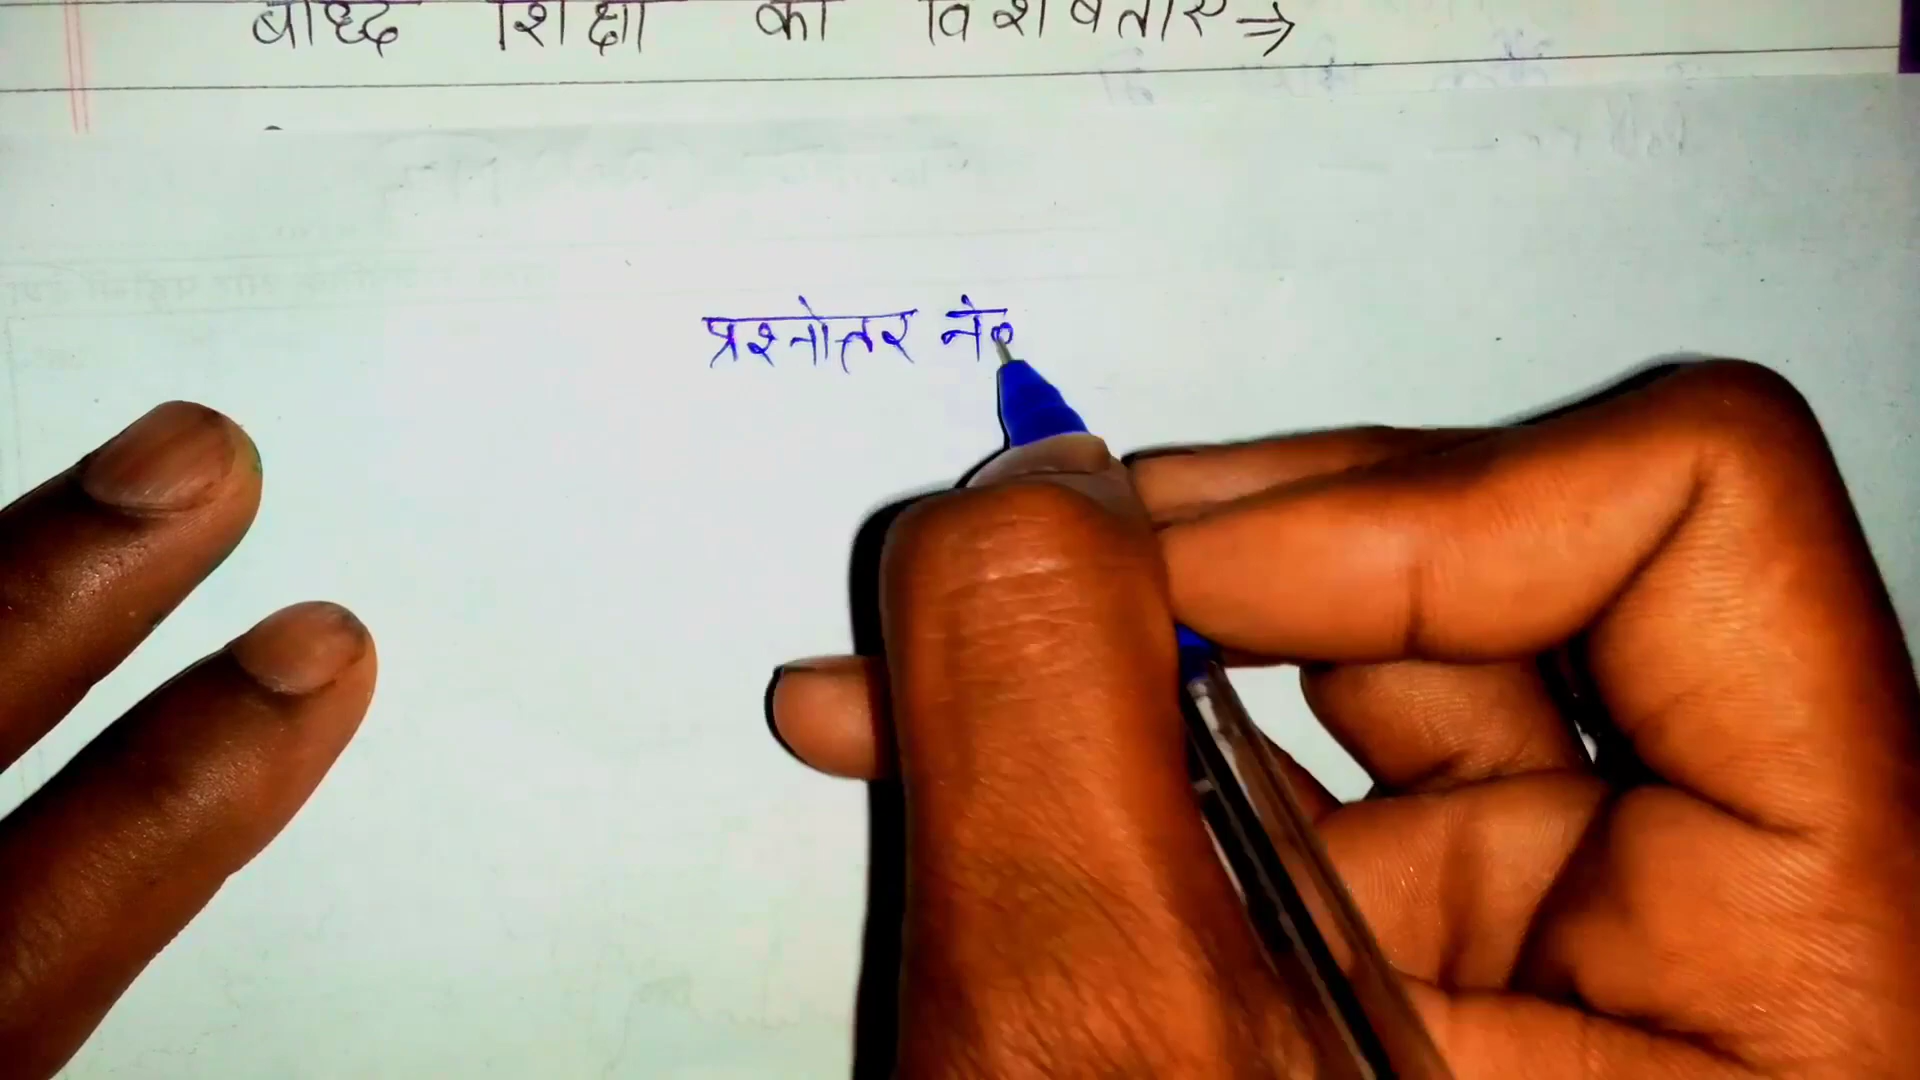 बौध्द शिक्षा की विशेषताएं ⇒
प्रश्नोतर ने०